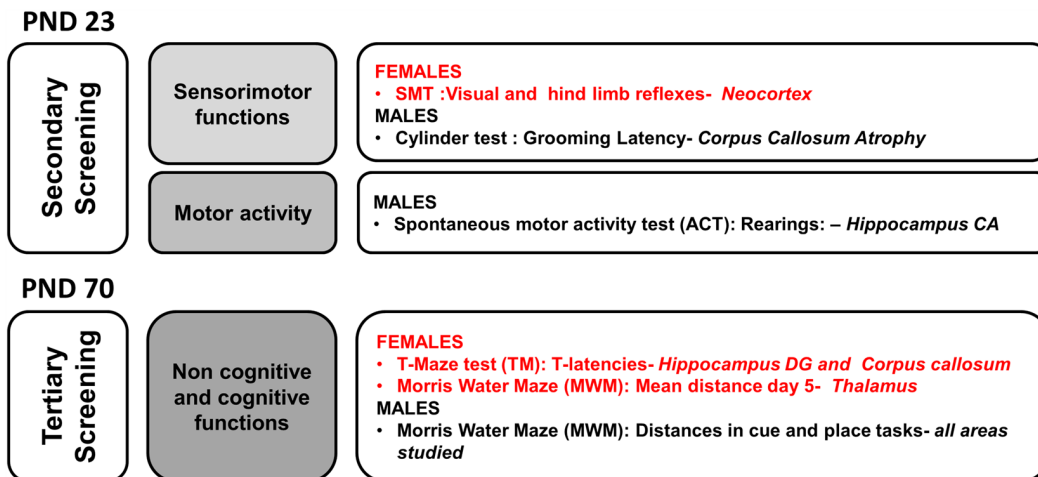 PND 23
Secondary
Screening
Sensorimotor
functions
FEMALES
• SMT :Visual and hind limb reflexes- Neocortex
MALES
• Cylinder test : Grooming Latency- Corpus Callosum Atrophy
Motor activity
MALES
• Spontaneous motor activity test (ACT): Rearings: – Hippocampus CA
PND 70
Tertiary
Screening
Non cognitive
and cognitive
functions
FEMALES
• T-Maze test (TM): T-latencies- Hippocampus DG and Corpus callosum
• Morris Water Maze (MWM): Mean distance day 5- Thalamus
MALES
• Morris Water Maze (MWM): Distances in cue and place tasks- all areas
studied